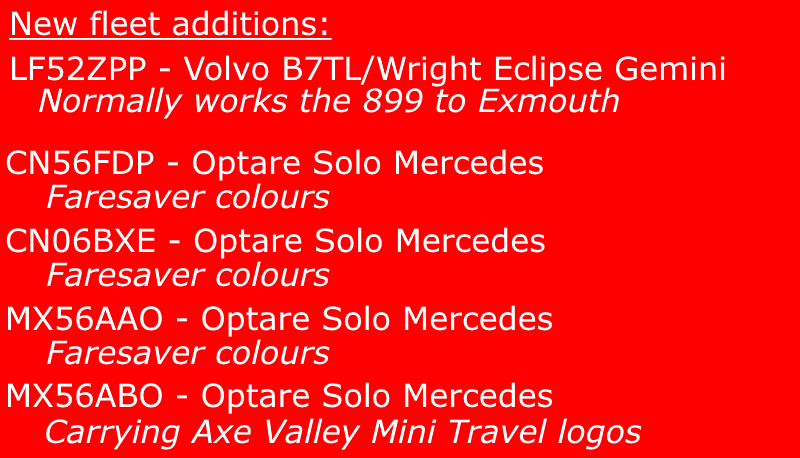 New fleet additions:
LF52ZPP - Volvo B7TL/Wright Eclipse Gemini
Normally works the 899 to Exmouth
CN56FDP - Optare Solo Mercedes
Faresaver colours
CN06BXE - Optare Solo Mercedes
Faresaver colours
MX56AAO - Optare Solo Mercedes
Faresaver colours
MX56ABO - Optare Solo Mercedes
Carrying Axe Valley Mini Travel logos